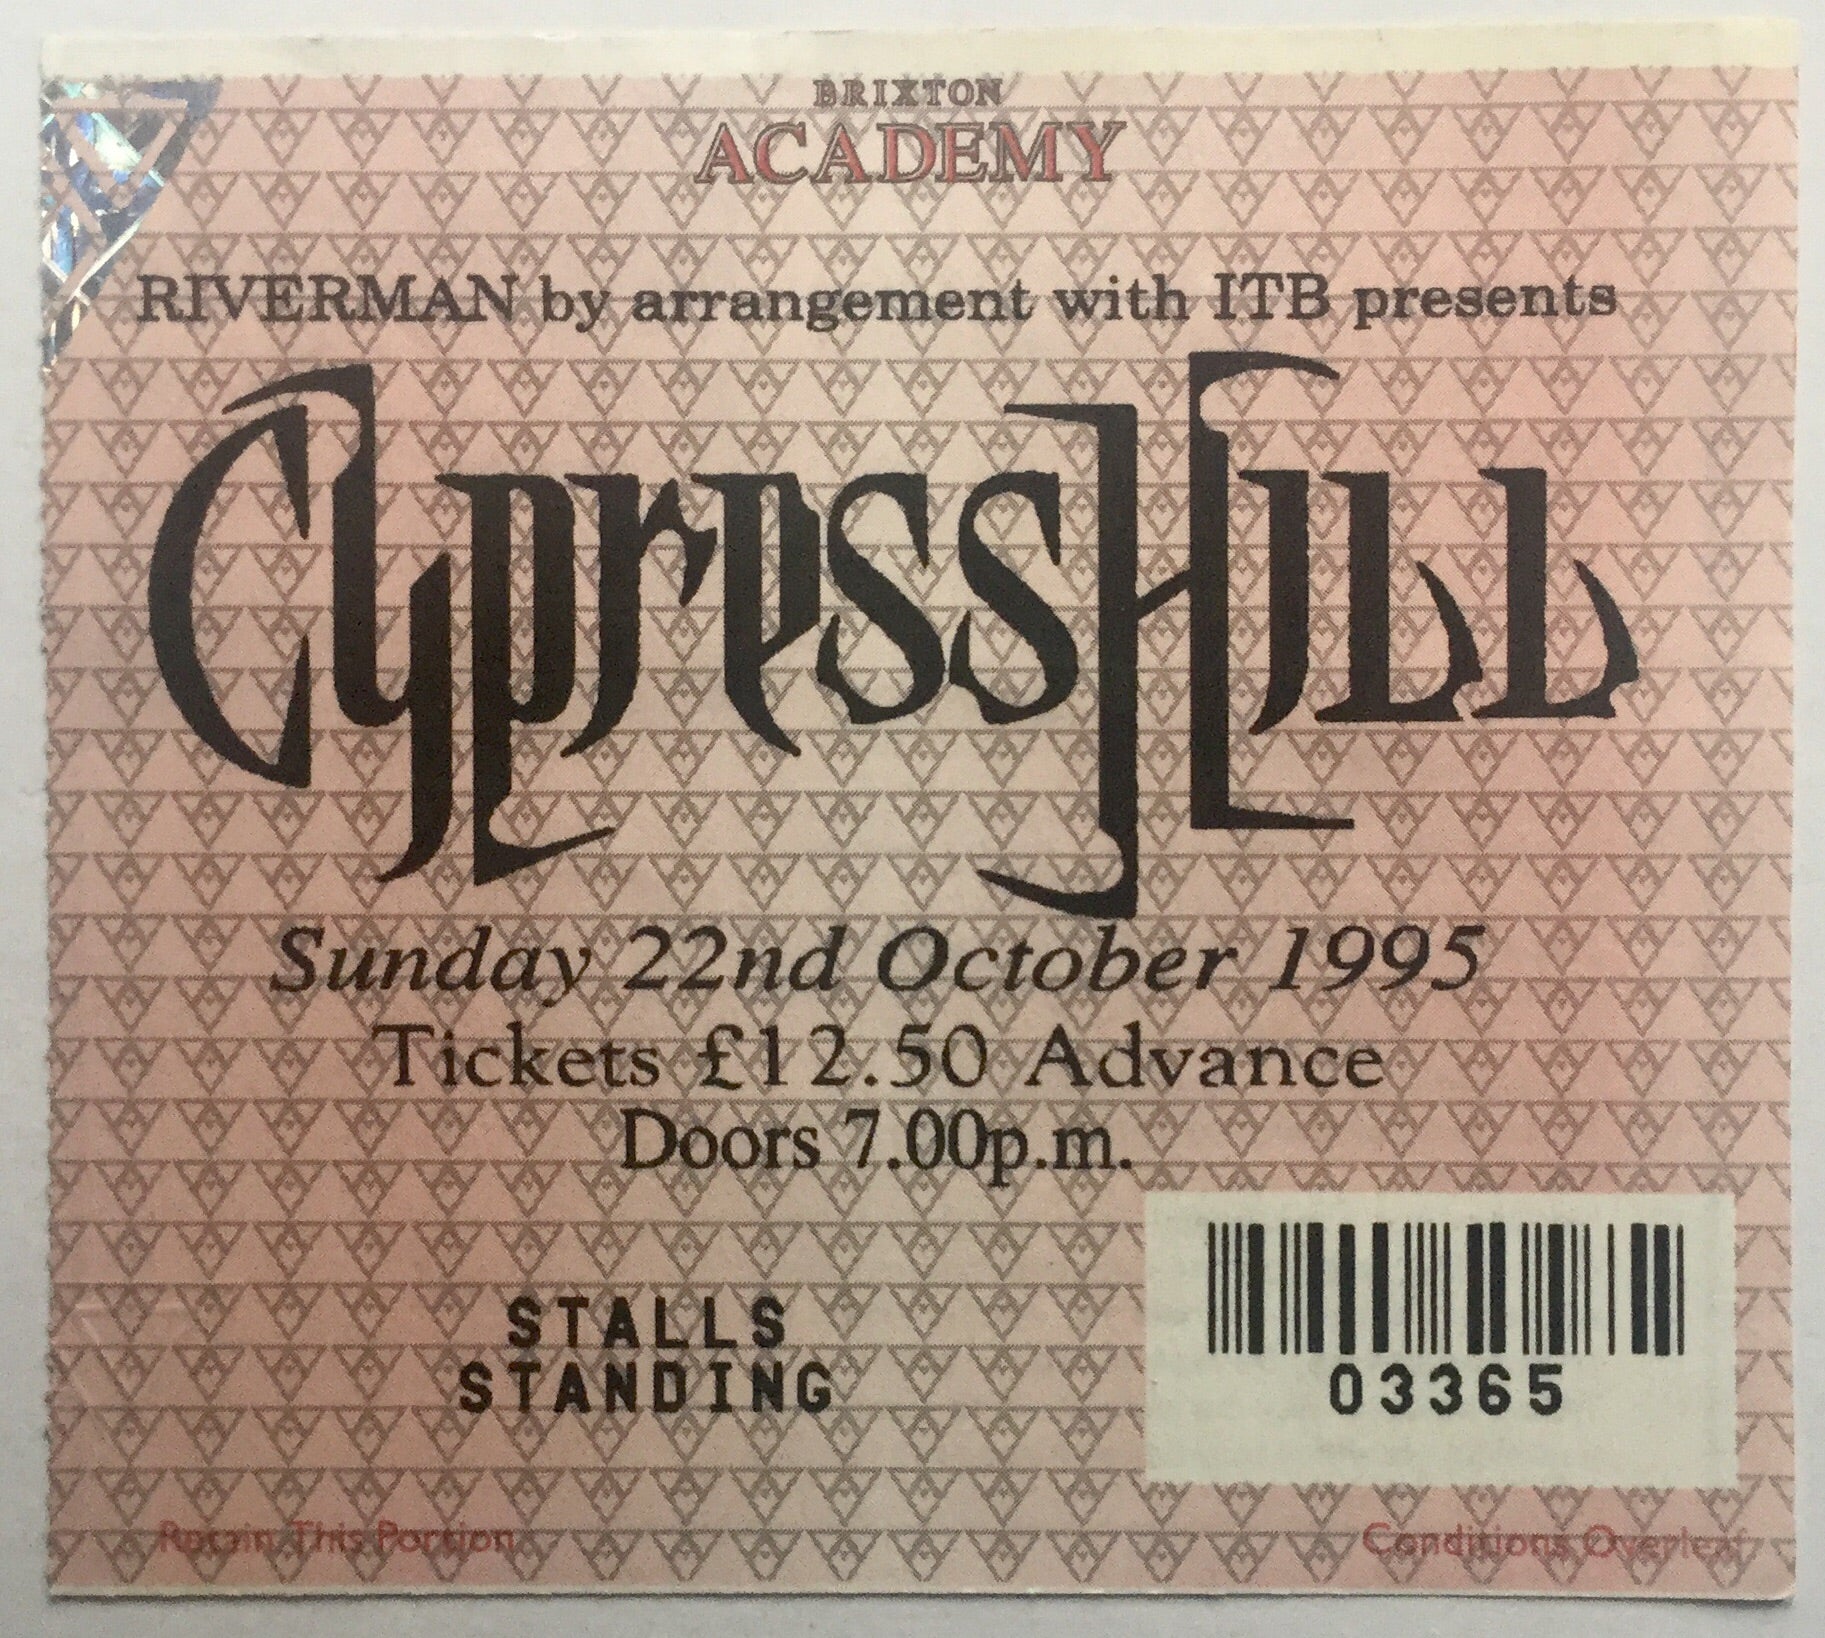 BRIXTON
ACADEMY
RIVERMAN by arrangement with ITB presents
Cypress Hill
Sunday 22nd October 1995
Tickets £12.50 Advance
Doors 7.00p.m.
STALLS
STANDING
03365
Retain This Portion
Conditions Overleaf